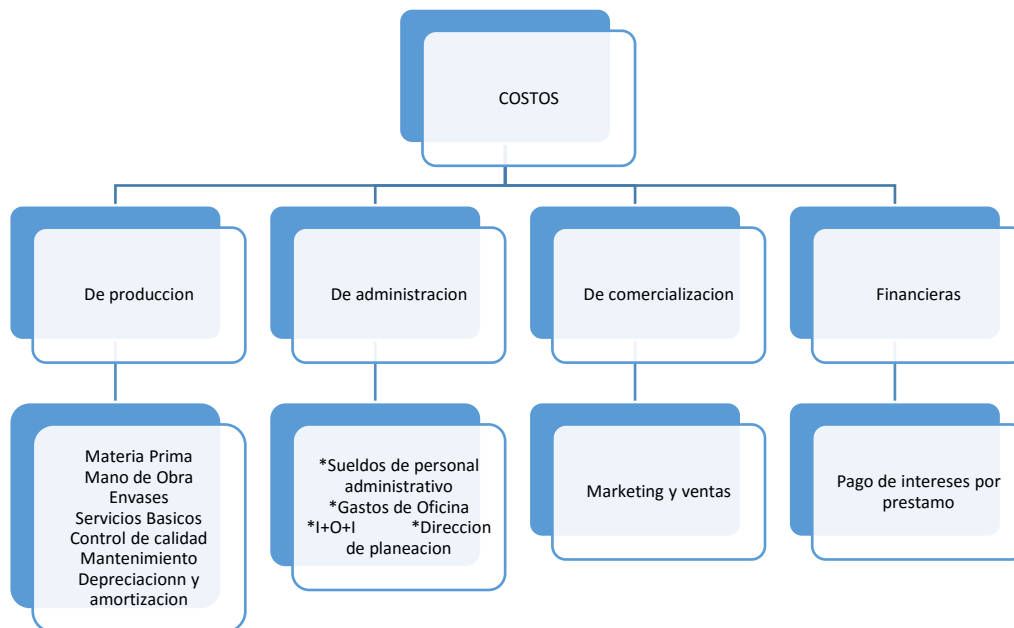 COSTOS
De produccion
De administracion
De comercializacion
Financieras
Materia Prima
Mano de Obra
Envases
Servicios Basicos
Control de calidad
Mantenimiento
Depreciacionn y
amortizacion
*Sueldos de personal
administrativo
*Gastos de Oficina
*I+O+I *Direccion
de planeacion
Marketing y ventas
Pago de intereses por
prestamo